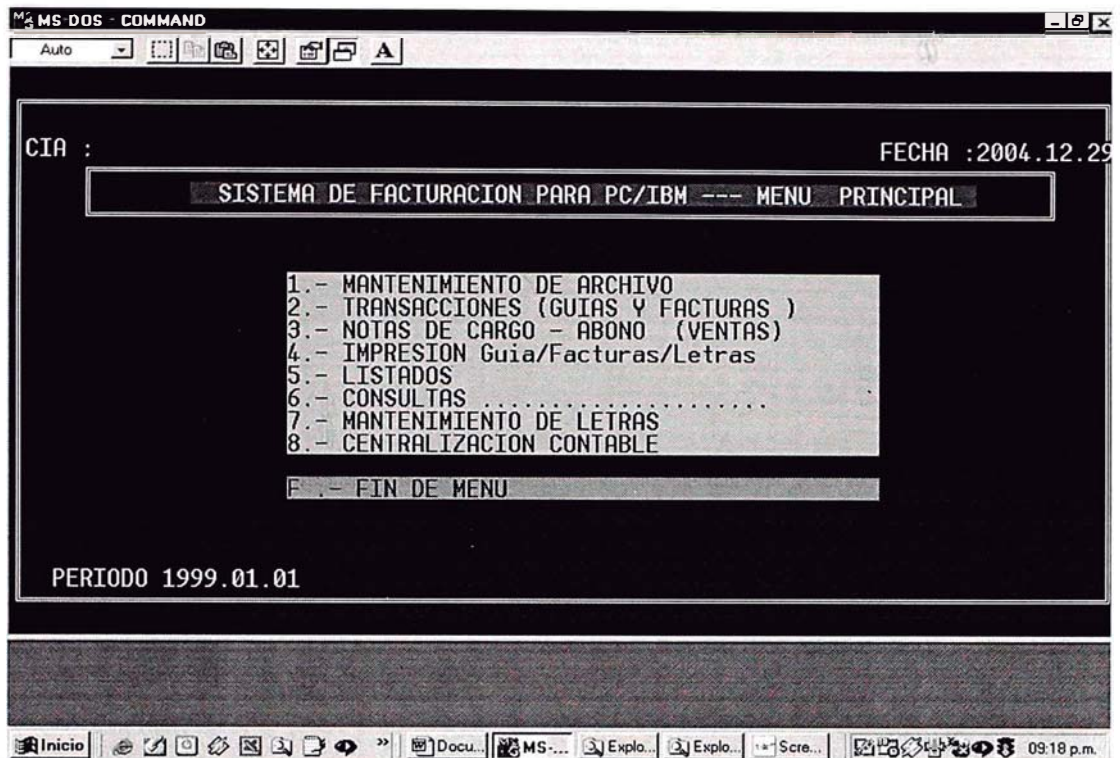 MS-DOS - COMMAND
Auto
A
CIA :
FECHA :2004.12.29
SISTEMA DE FACTURACION PARA PC/IBM --- MENU PRINCIPAL
1.- MANTENIMIENTO DE ARCHIVO
2.- TRANSACCIONES (GUIAS Y FACTURAS )
3.- NOTAS DE CARGO - ABONO (VENTAS)
4.- IMPRESION Guia/Facturas/Letras
5.- LISTADOS
6.- CONSULTAS ......................
7.- MANTENIMIENTO DE LETRAS
8.- CENTRALIZACION CONTABLE
F .- FIN DE MENU
PERIODO 1999.01.01
Inicio
»
Docu...
MS-...
Explo...
Explo...
Scre...
09:18 p.m.